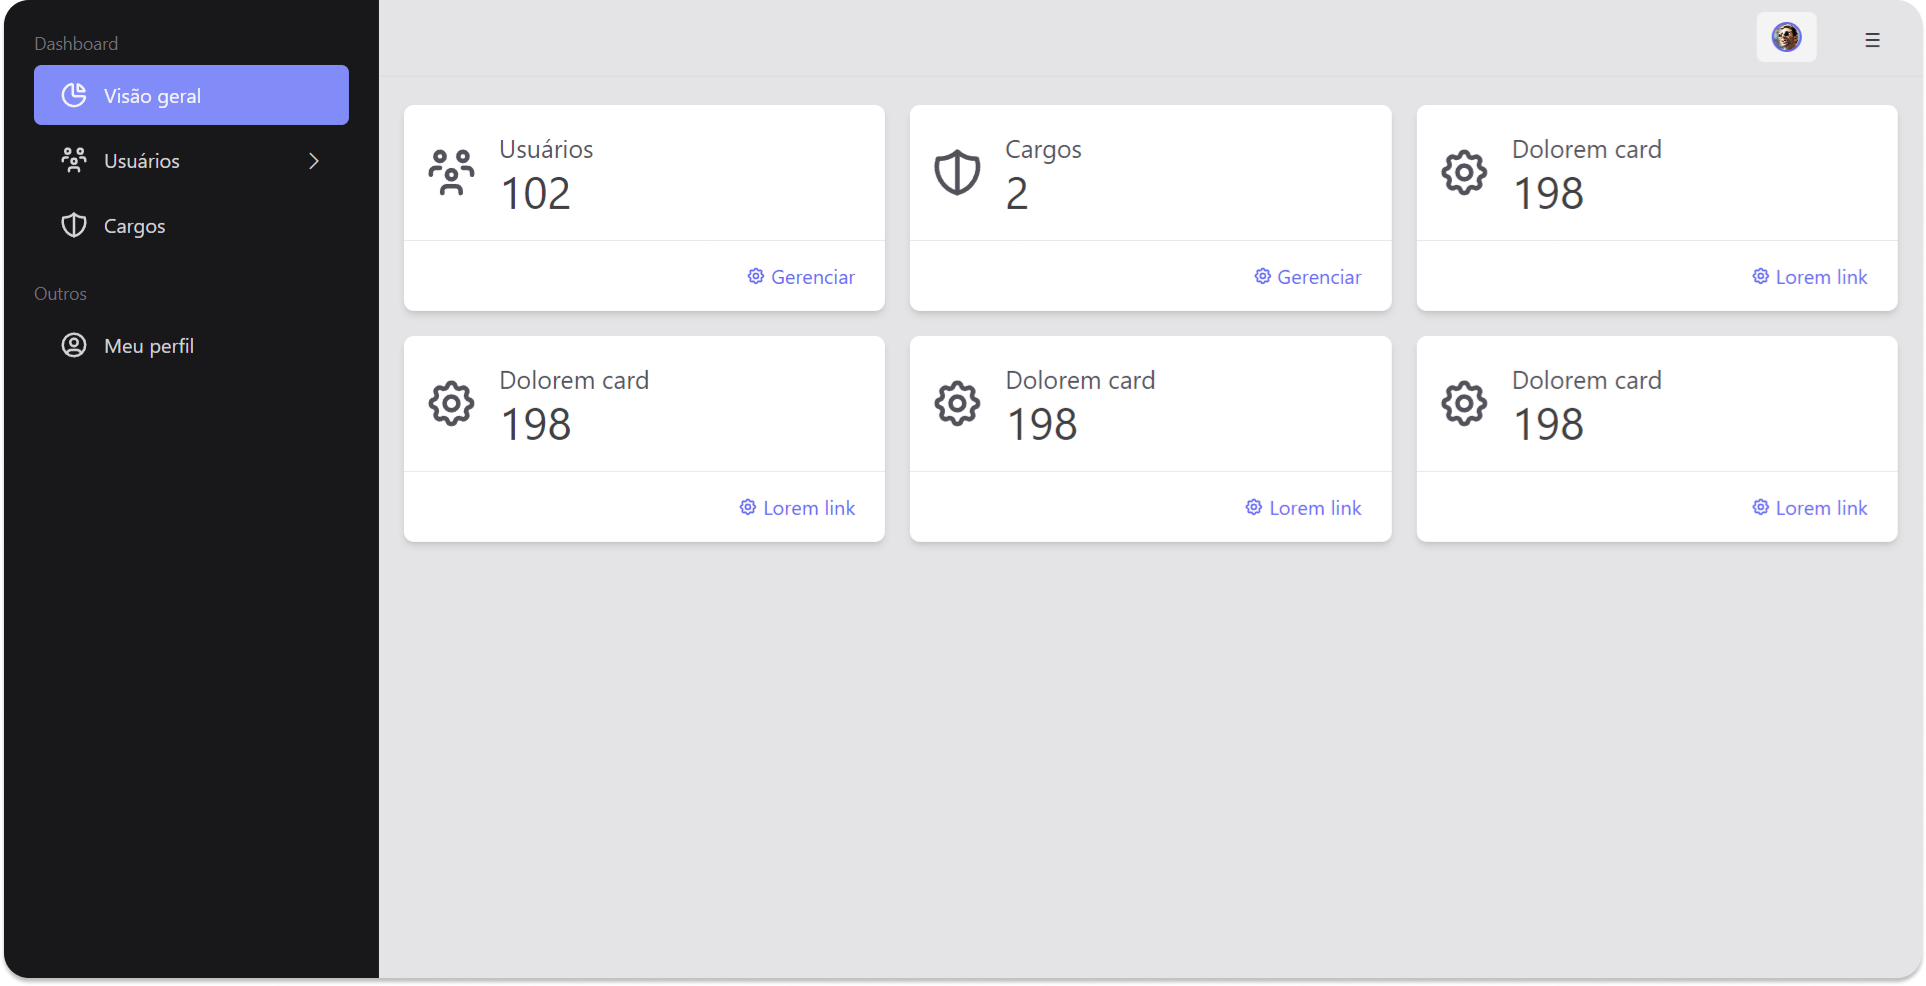 Dashboard
Visão geral
Usuários
Cargos
Outros
Meu perfil
Usuários
102
Gerenciar
Cargos
2
Gerenciar
Dolorem card
198
Lorem link
Dolorem card
198
Lorem link
Dolorem card
198
Lorem link
Dolorem card
198
Lorem link